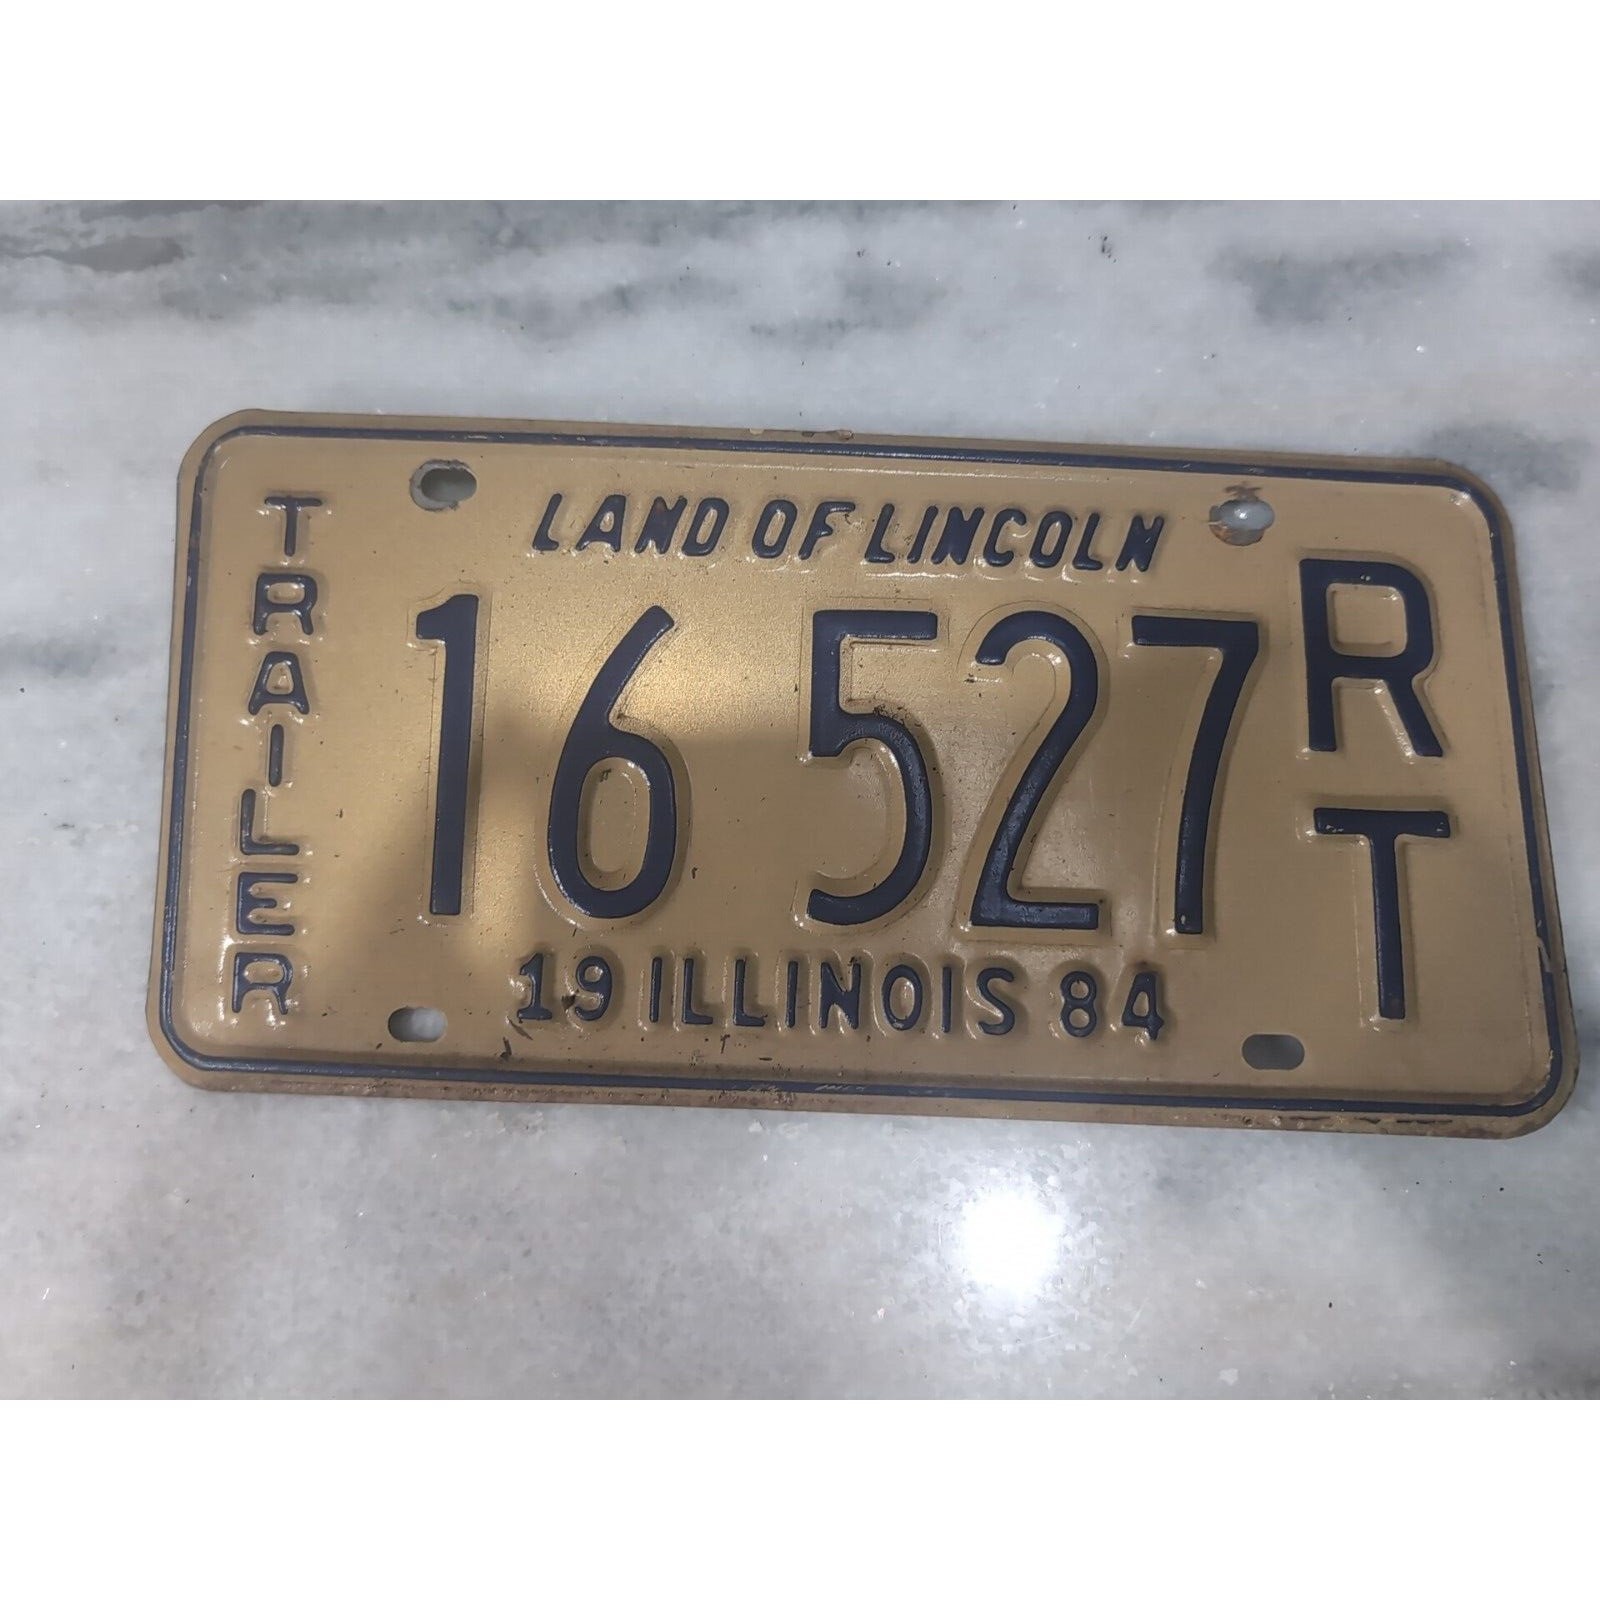 LAND OF LINCOLN
TRAILER
16 527
RT
19 ILLINOIS 84